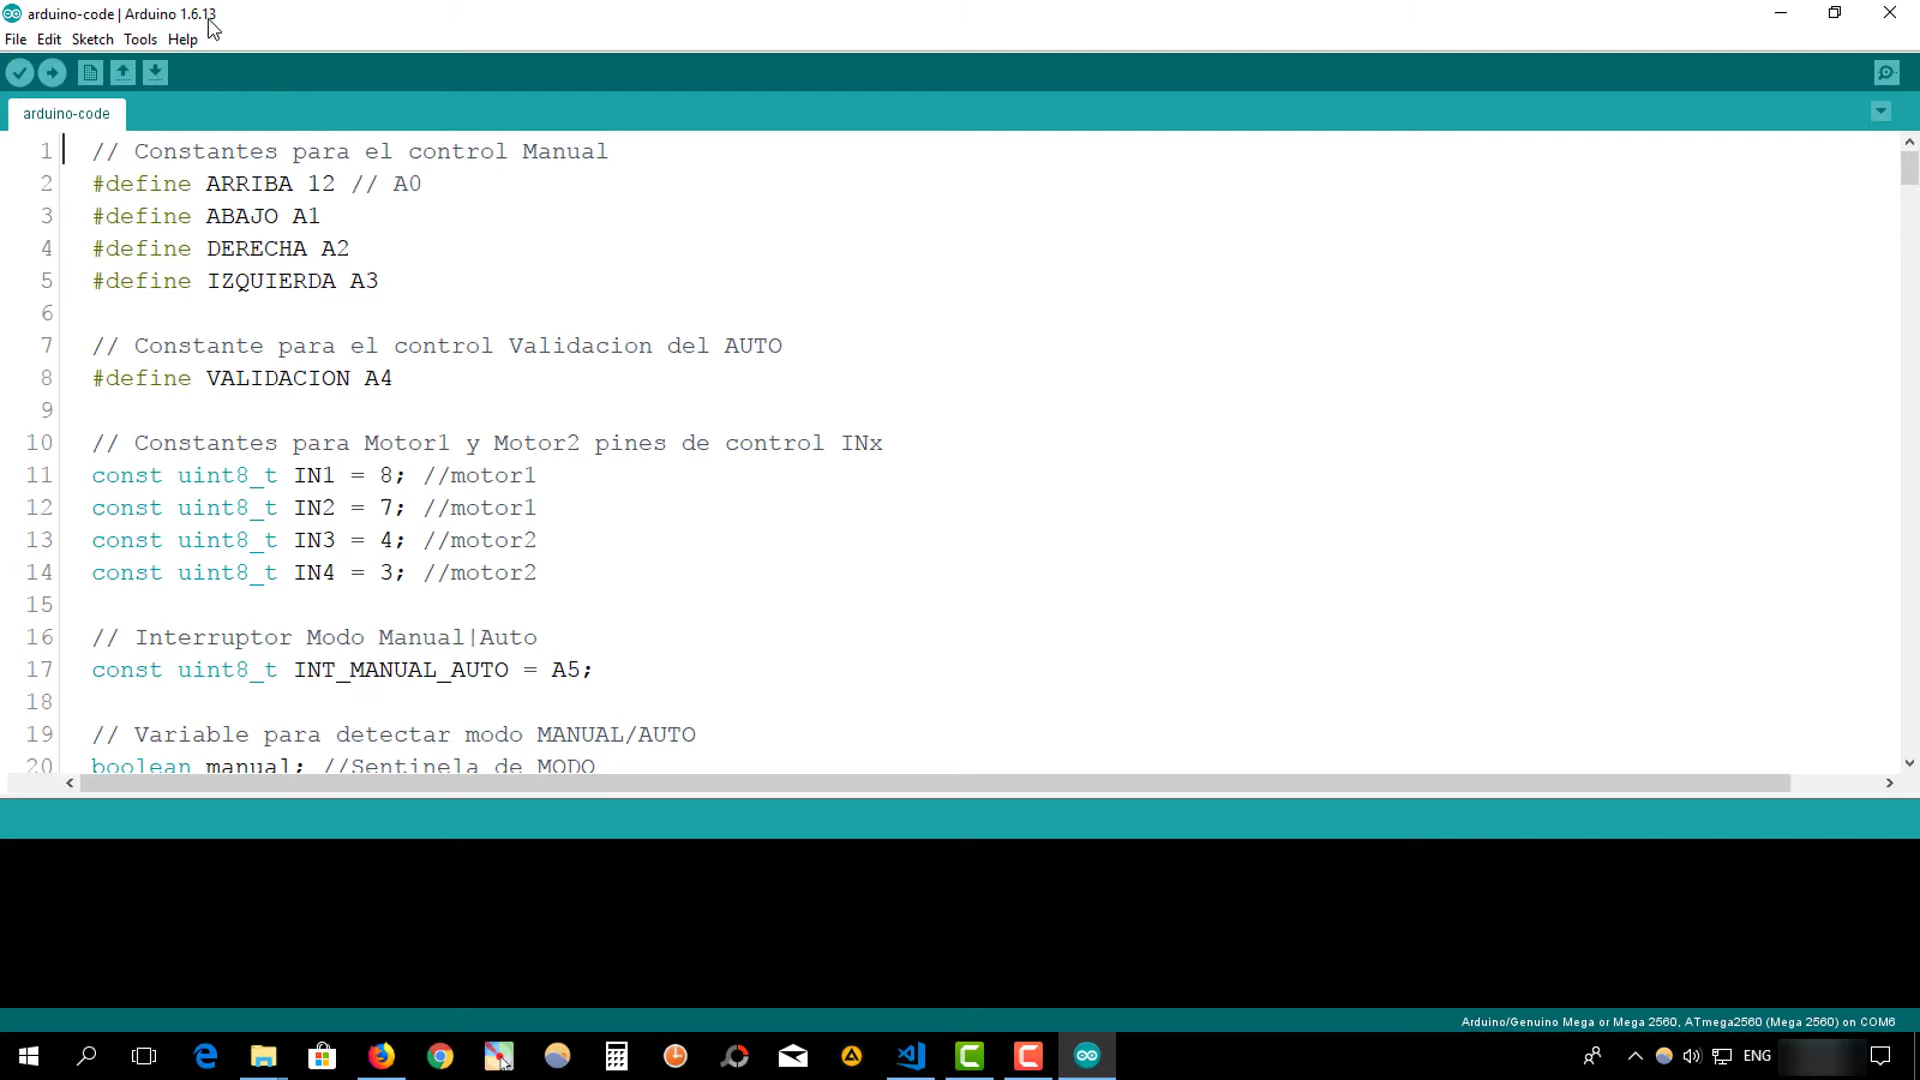 arduino-code | Arduino 1.6.13
File Edit Sketch Tools Help
arduino-code
1 // Constantes para el control Manual
2 #define ARRIBA 12 // A0
3 #define ABAJO A1
4 #define DERECHA A2
5 #define IZQUIERDA A3
6
7 // Constante para el control Validacion del AUTO
8 #define VALIDACION A4
9
10 // Constantes para Motor1 y Motor2 pines de control INx
11 const uint8_t IN1 = 8; //motor1
12 const uint8_t IN2 = 7; //motor1
13 const uint8_t IN3 = 4; //motor2
14 const uint8_t IN4 = 3; //motor2
15
16 // Interruptor Modo Manual|Auto
17 const uint8_t INT_MANUAL_AUTO = A5;
18
19 // Variable para detectar modo MANUAL/AUTO
20 boolean manual; //Sentinela de MODO
Arduino/Genuino Mega or Mega 2560, ATmega2560 (Mega 2560) on COM6
ENG